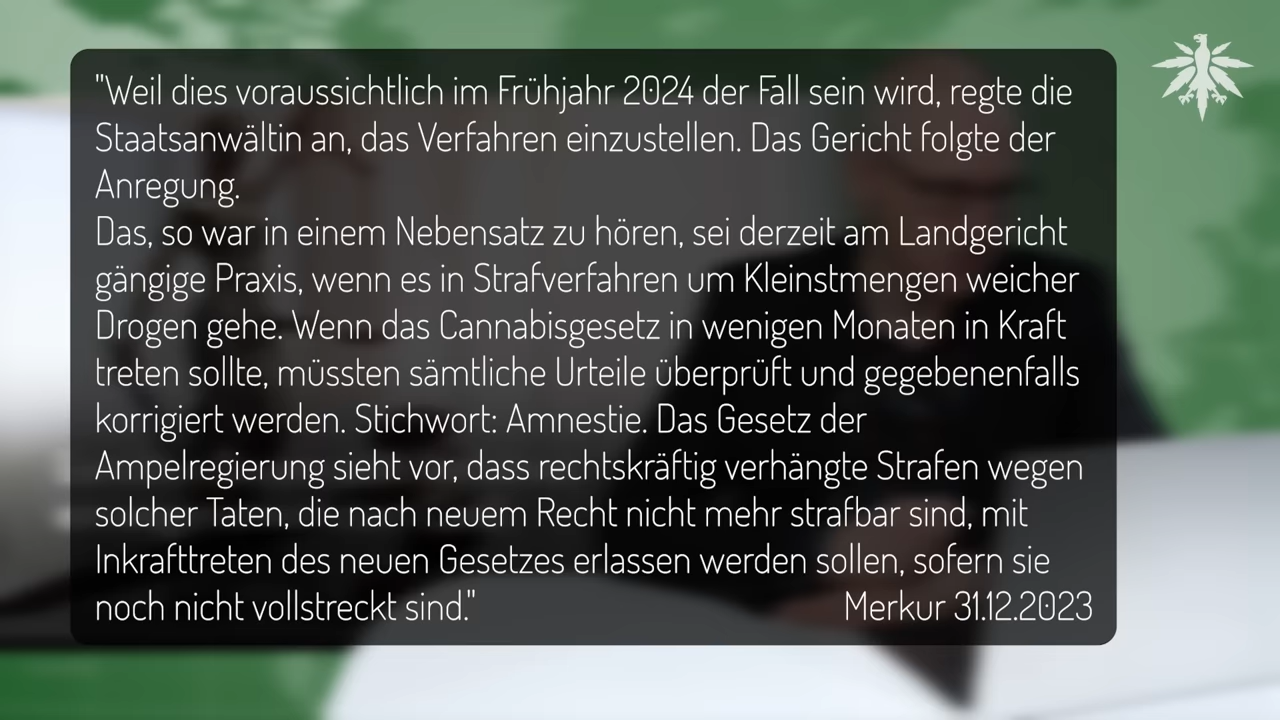 "Weil dies voraussichtlich im Frühjahr 2024 der Fall sein wird, regte die
Staatsanwältin an, das Verfahren einzustellen. Das Gericht folgte der
Anregung.
Das, so war in einem Nebensatz zu hören, sei derzeit am Landgericht
gängige Praxis, wenn es in Strafverfahren um Kleinstmengen weicher
Drogen gehe. Wenn das Cannabisgesetz in wenigen Monaten in Kraft
treten sollte, müssten sämtliche Urteile überprüft und gegebenenfalls
korrigiert werden. Stichwort: Amnestie. Das Gesetz der
Ampelregierung sieht vor, dass rechtskräftig verhängte Strafen wegen
solcher Taten, die nach neuem Recht nicht mehr strafbar sind, mit
Inkrafttreten des neuen Gesetzes erlassen werden sollen, sofern sie
noch nicht vollstreckt sind." Merkur 31.12.2023